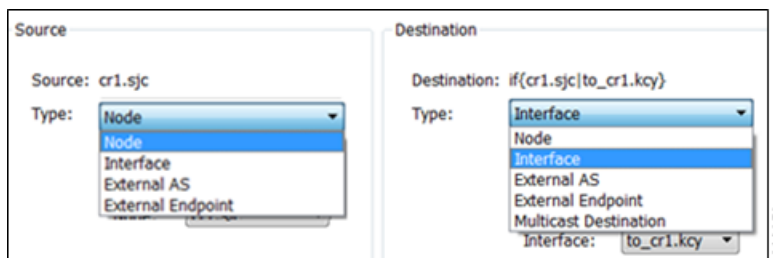 Source
Source: cr1.sjc
Type: Node
Node
Interface
External AS
External Endpoint
Destination
Destination: if{cr1.sjc|to_cr1.kcy}
Type: Interface
Node
Interface
External AS
External Endpoint
Multicast Destination
Interface: to_cr1.kcy